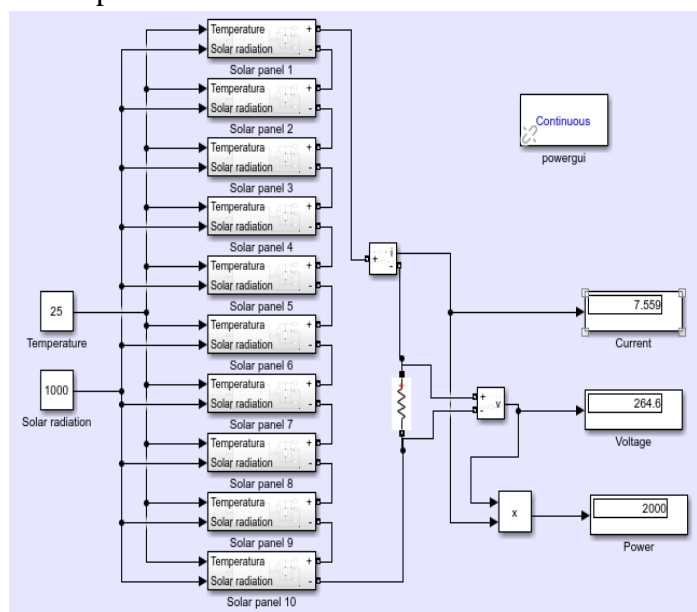 Temperature +
Solar radiation -
Solar panel 1
Temperatura +
Solar radiation -
Solar panel 2
Temperatura +
Solar radiation -
Solar panel 3
Temperatura +
Solar radiation -
Solar panel 4
Temperatura +
Solar radiation -
Solar panel 5
Temperatura +
Solar radiation -
Solar panel 6
Temperatura +
Solar radiation -
Solar panel 7
Temperatura +
Solar radiation -
Solar panel 8
Temperatura +
Solar radiation -
Solar panel 9
Temperatura +
Solar radiation -
Solar panel 10
25
Temperature
1000
Solar radiation
Continuous
powergui
i
+
-
+
+
- v
x
7.559
Current
264.6
Voltage
2000
Power